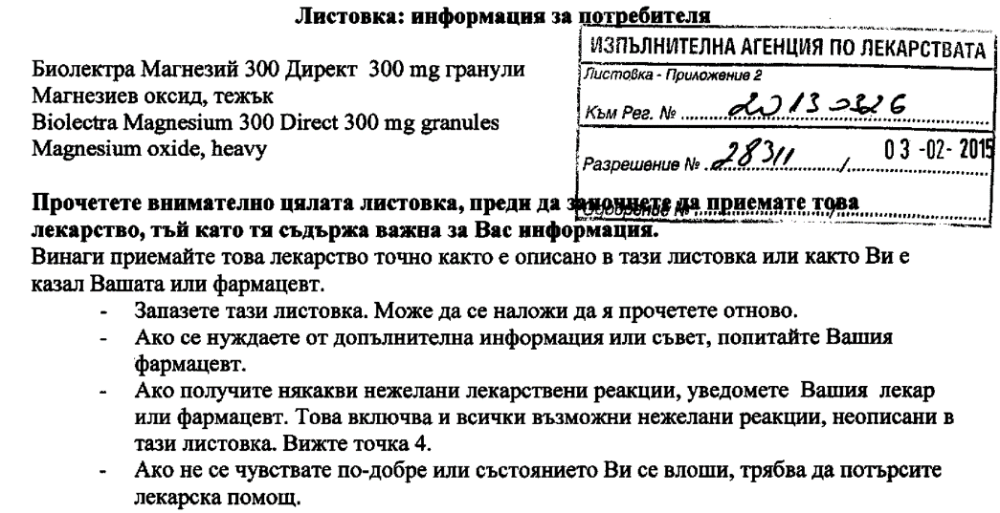 Листовка: информация за потребителя
ИЗПЪЛНИТЕЛНА АГЕНЦИЯ ПО ЛЕКАРСТВАТА
Листовка - Приложение 2
Към Рег. № 20130326
Разрешение № 28311 / 03-02-2015
Одобрение № /
Биолектра Магнезий 300 Директ 300 mg гранули
Магнезиев оксид, тежък
Biolectra Magnesium 300 Direct 300 mg granules
Magnesium oxide, heavy
Прочетете внимателно цялата листовка, преди да започнете да приемате това
лекарство, тъй като тя съдържа важна за Вас информация.
Винаги приемайте това лекарство точно както е описано в тази листовка или както Ви е
казал Вашата или фармацевт.
- Запазете тази листовка. Може да се наложи да я прочетете отново.
- Ако се нуждаете от допълнителна информация или съвет, попитайте Вашия
фармацевт.
- Ако получите някакви нежелани лекарствени реакции, уведомете Вашия лекар
или фармацевт. Това включва и всички възможни нежелани реакции, неописани в
тази листовка. Вижте точка 4.
- Ако не се чувствате по-добре или състоянието Ви се влоши, трябва да потърсите
лекарска помощ.